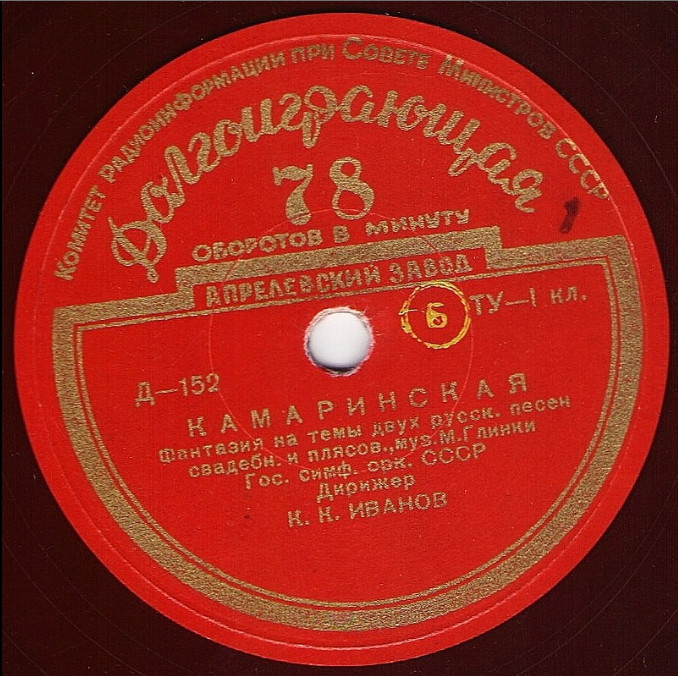 Комитет Радиоинформации при Совете Министров СССР
Долгоиграющая
78
оборотов в минуту
Апрелевский завод
Б
ТУ—1 кл.
1
Д—152
КАМАРИНСКАЯ
Фантазия на темы двух русск. песен
свадебн. и плясов., муз. М. Глинки
Гос. симф. орк. СССР
Дирижер
К. К. ИВАНОВ